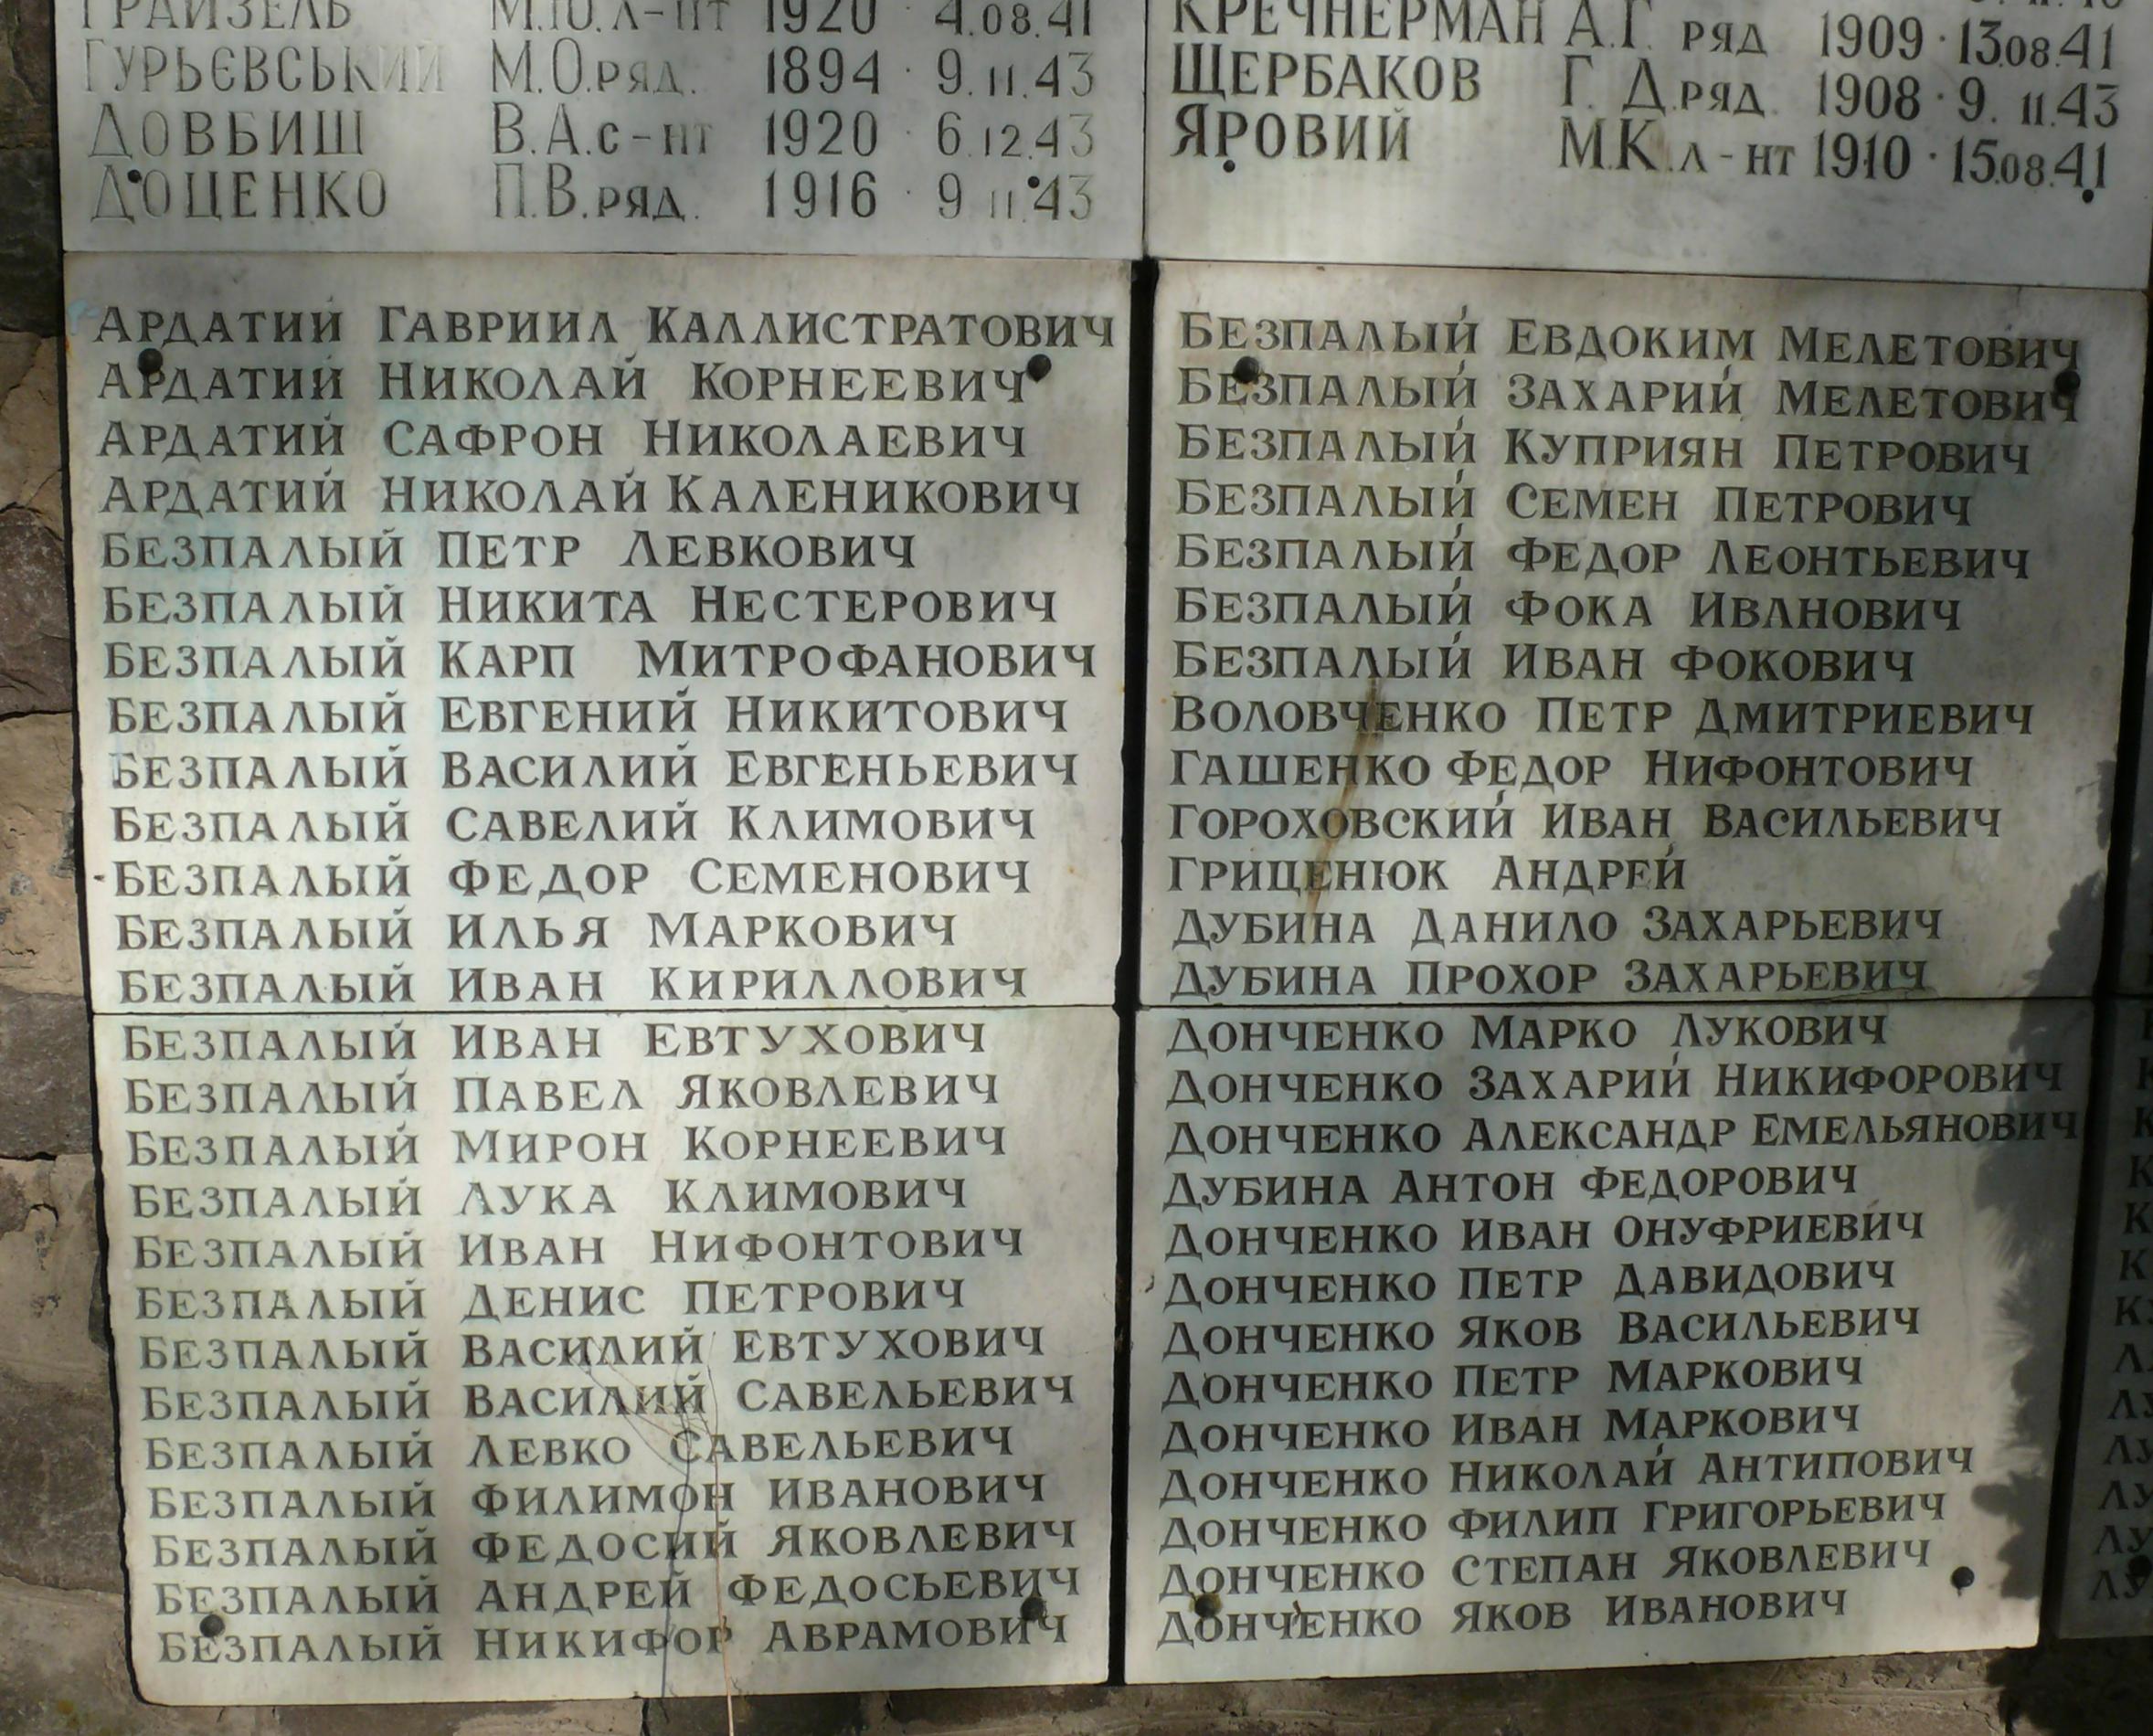 ГРАЙЗЕЛЬ М.Ю. л-нт 1920 · 4.08.41
ГУРЬЄВСЬКИЙ М.О. ряд. 1894 · 9.11.43
ДОВБИШ В.А. с-нт 1920 · 6.12.43
ДОЦЕНКО П.В. ряд. 1916 · 9 11.43
КРЕЧНЕРМАН А.Г. ряд 1909 · 13.08.41
ЩЕРБАКОВ Г.Д. ряд. 1908 · 9.11.43
ЯРОВИЙ М.К. л-нт 1910 · 15.08.41
АРДАТИЙ ГАВРИИЛ КАЛЛИСТРАТОВИЧ
АРДАТИЙ НИКОЛАЙ КОРНЕЕВИЧ
АРДАТИЙ САФРОН НИКОЛАЕВИЧ
АРДАТИЙ НИКОЛАЙ КАЛЕНИКОВИЧ
БЕЗПАЛЫЙ ПЕТР ЛЕВКОВИЧ
БЕЗПАЛЫЙ НИКИТА НЕСТЕРОВИЧ
БЕЗПАЛЫЙ КАРП МИТРОФАНОВИЧ
БЕЗПАЛЫЙ ЕВГЕНИЙ НИКИТОВИЧ
БЕЗПАЛЫЙ ВАСИЛИЙ ЕВГЕНЬЕВИЧ
БЕЗПАЛЫЙ САВЕЛИЙ КЛИМОВИЧ
БЕЗПАЛЫЙ ФЕДОР СЕМЕНОВИЧ
БЕЗПАЛЫЙ ИЛЬЯ МАРКОВИЧ
БЕЗПАЛЫЙ ИВАН КИРИЛЛОВИЧ
БЕЗПАЛЫЙ ИВАН ЕВТУХОВИЧ
БЕЗПАЛЫЙ ПАВЕЛ ЯКОВЛЕВИЧ
БЕЗПАЛЫЙ МИРОН КОРНЕЕВИЧ
БЕЗПАЛЫЙ ЛУКА КЛИМОВИЧ
БЕЗПАЛЫЙ ИВАН НИФОНТОВИЧ
БЕЗПАЛЫЙ ДЕНИС ПЕТРОВИЧ
БЕЗПАЛЫЙ ВАСИЛИЙ ЕВТУХОВИЧ
БЕЗПАЛЫЙ ВАСИЛИЙ САВЕЛЬЕВИЧ
БЕЗПАЛЫЙ ЛЕВКО САВЕЛЬЕВИЧ
БЕЗПАЛЫЙ ФИЛИМОН ИВАНОВИЧ
БЕЗПАЛЫЙ ФЕДОСИЙ ЯКОВЛЕВИЧ
БЕЗПАЛЫЙ АНДРЕЙ ФЕДОСЬЕВИЧ
БЕЗПАЛЫЙ НИКИФОР АВРАМОВИЧ
БЕЗПАЛЫЙ ЕВДОКИМ МЕЛЕТОВИЧ
БЕЗПАЛЫЙ ЗАХАРИЙ МЕЛЕТОВИЧ
БЕЗПАЛЫЙ КУПРИЯН ПЕТРОВИЧ
БЕЗПАЛЫЙ СЕМЕН ПЕТРОВИЧ
БЕЗПАЛЫЙ ФЕДОР ЛЕОНТЬЕВИЧ
БЕЗПАЛЫЙ ФОКА ИВАНОВИЧ
БЕЗПАЛЫЙ ИВАН ФОКОВИЧ
ВОЛОВЧЕНКО ПЕТР ДМИТРИЕВИЧ
ГАШЕНКО ФЕДОР НИФОНТОВИЧ
ГОРОХОВСКИЙ ИВАН ВАСИЛЬЕВИЧ
ГРИЦЕНЮК АНДРЕЙ
ДУБИНА ДАНИЛО ЗАХАРЬЕВИЧ
ДУБИНА ПРОХОР ЗАХАРЬЕВИЧ
ДОНЧЕНКО МАРКО ЛУКОВИЧ
ДОНЧЕНКО ЗАХАРИЙ НИКИФОРОВИЧ
ДОНЧЕНКО АЛЕКСАНДР ЕМЕЛЬЯНОВИЧ
ДУБИНА АНТОН ФЕДОРОВИЧ
ДОНЧЕНКО ИВАН ОНУФРИЕВИЧ
ДОНЧЕНКО ПЕТР ДАВИДОВИЧ
ДОНЧЕНКО ЯКОВ ВАСИЛЬЕВИЧ
ДОНЧЕНКО ПЕТР МАРКОВИЧ
ДОНЧЕНКО ИВАН МАРКОВИЧ
ДОНЧЕНКО НИКОЛАЙ АНТИПОВИЧ
ДОНЧЕНКО ФИЛИП ГРИГОРЬЕВИЧ
ДОНЧЕНКО СТЕПАН ЯКОВЛЕВИЧ
ДОНЧЕНКО ЯКОВ ИВАНОВИЧ